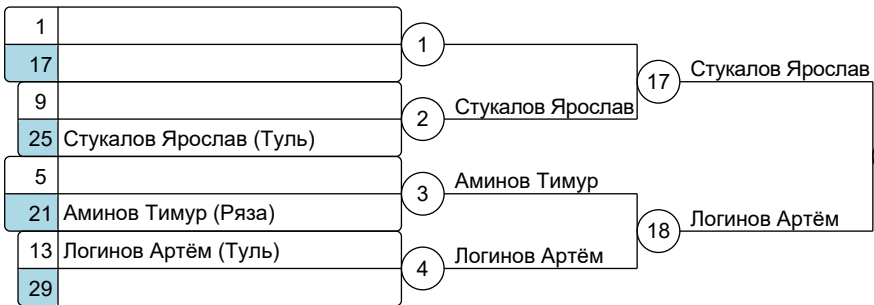 1
17
1
9
2
Стукалов Ярослав
25 Стукалов Ярослав (Туль)
17
Стукалов Ярослав
5
3
Аминов Тимур
21 Аминов Тимур (Ряза)
18
Логинов Артём
13 Логинов Артём (Туль)
4
Логинов Артём
29